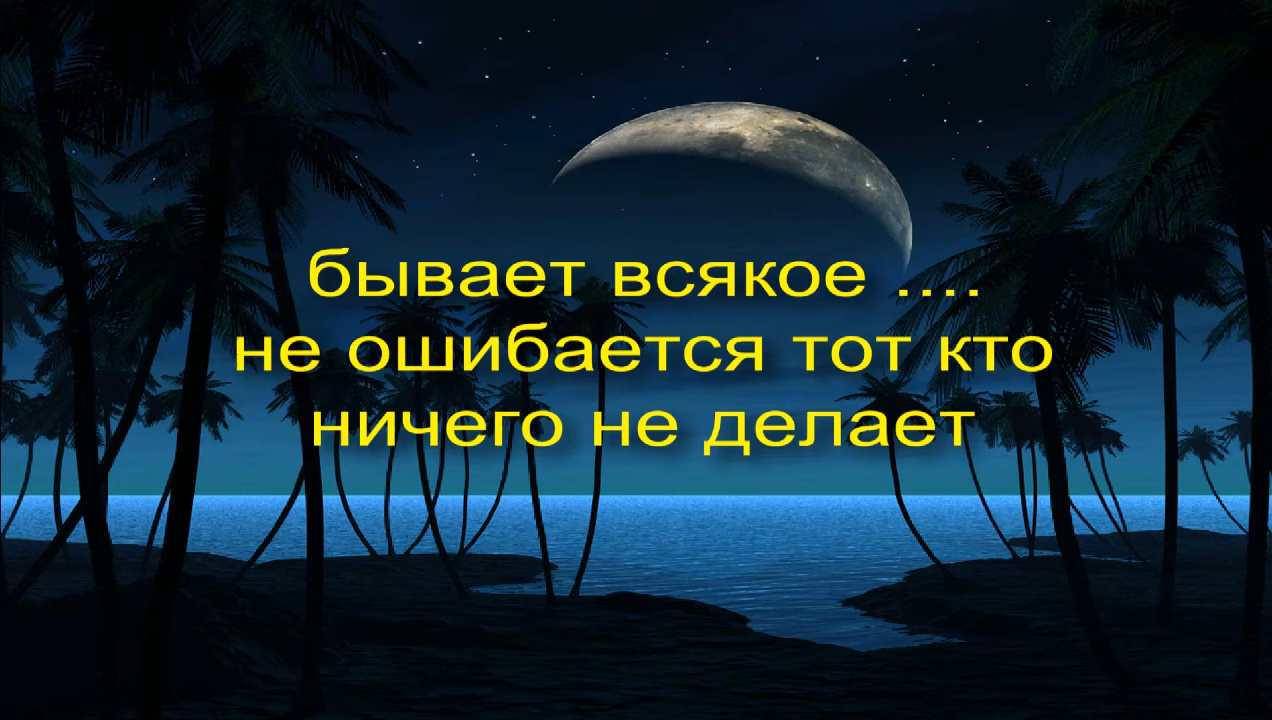 бывает всякое ....
не ошибается тот кто
ничего не делает